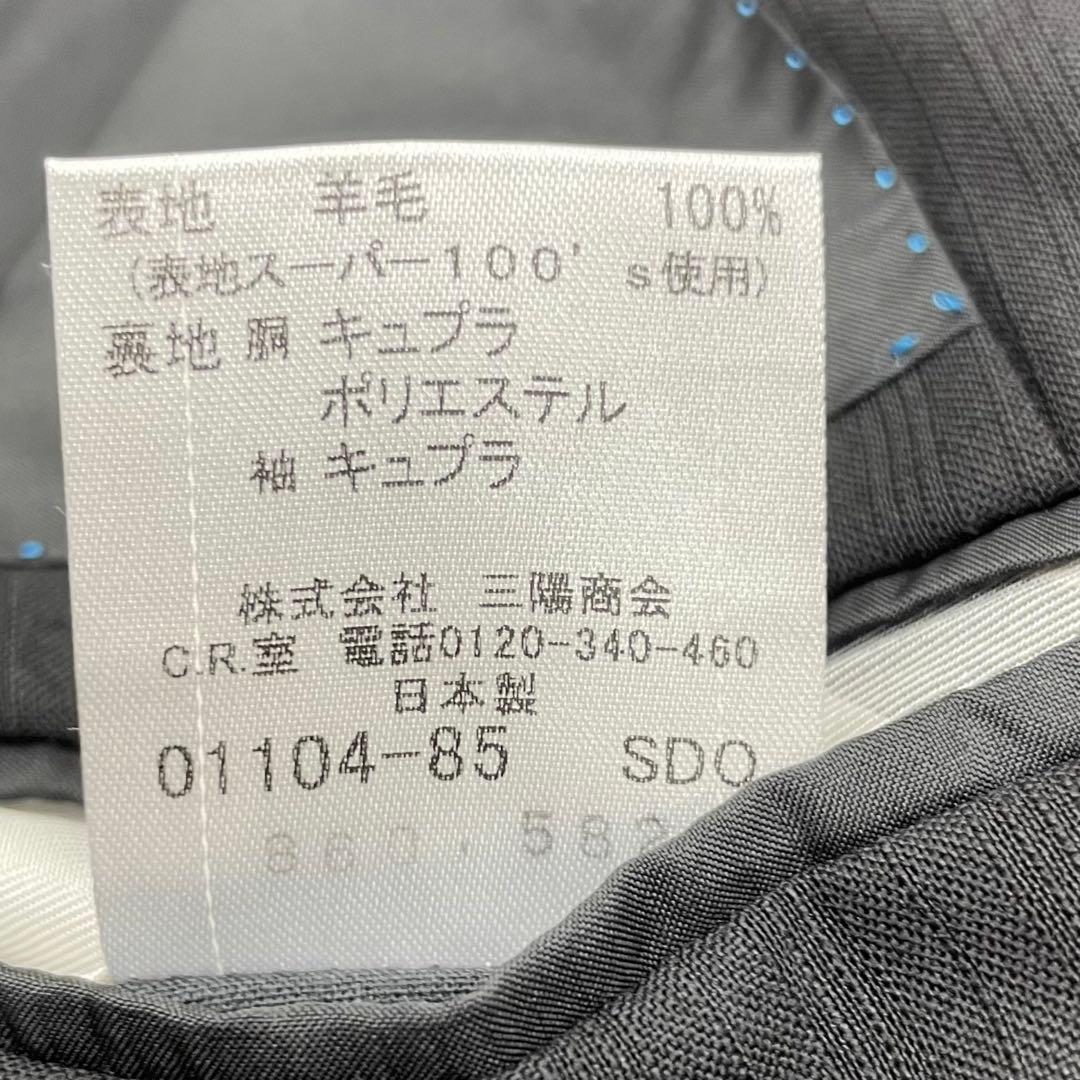 表地 羊毛 100%
(表地スーパー100's使用)
裏地 胴 キュプラ
ポリエステル
袖 キュプラ
株式会社 三陽商会
C.R.室 電話0120-340-460
日本製
01104-85 SDO